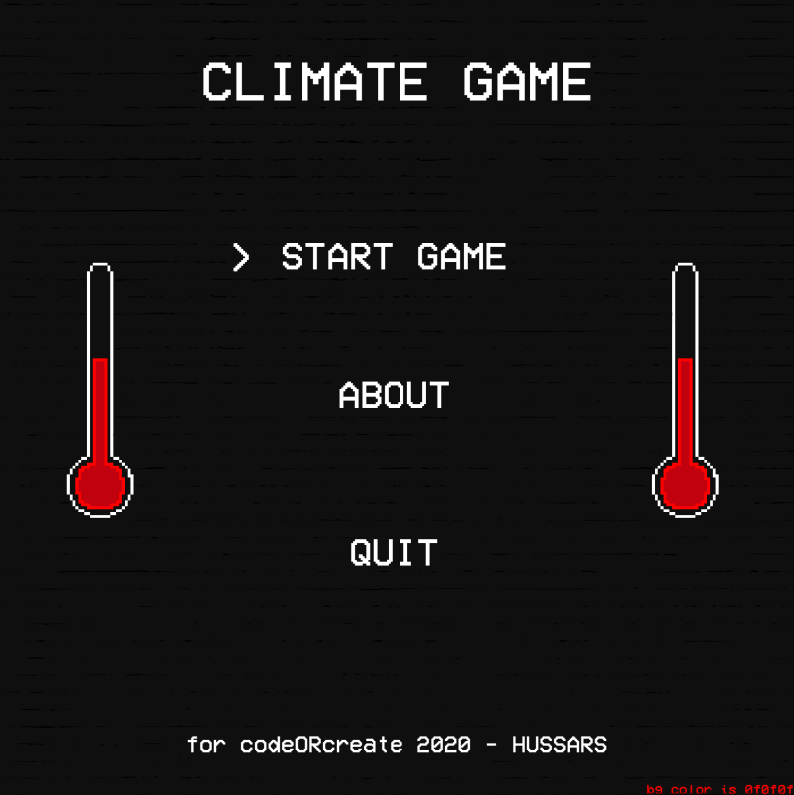 CLIMATE GAME
> START GAME
ABOUT
QUIT
for codeORcreate 2020 - HUSSARS
bg color is 0f0f0f